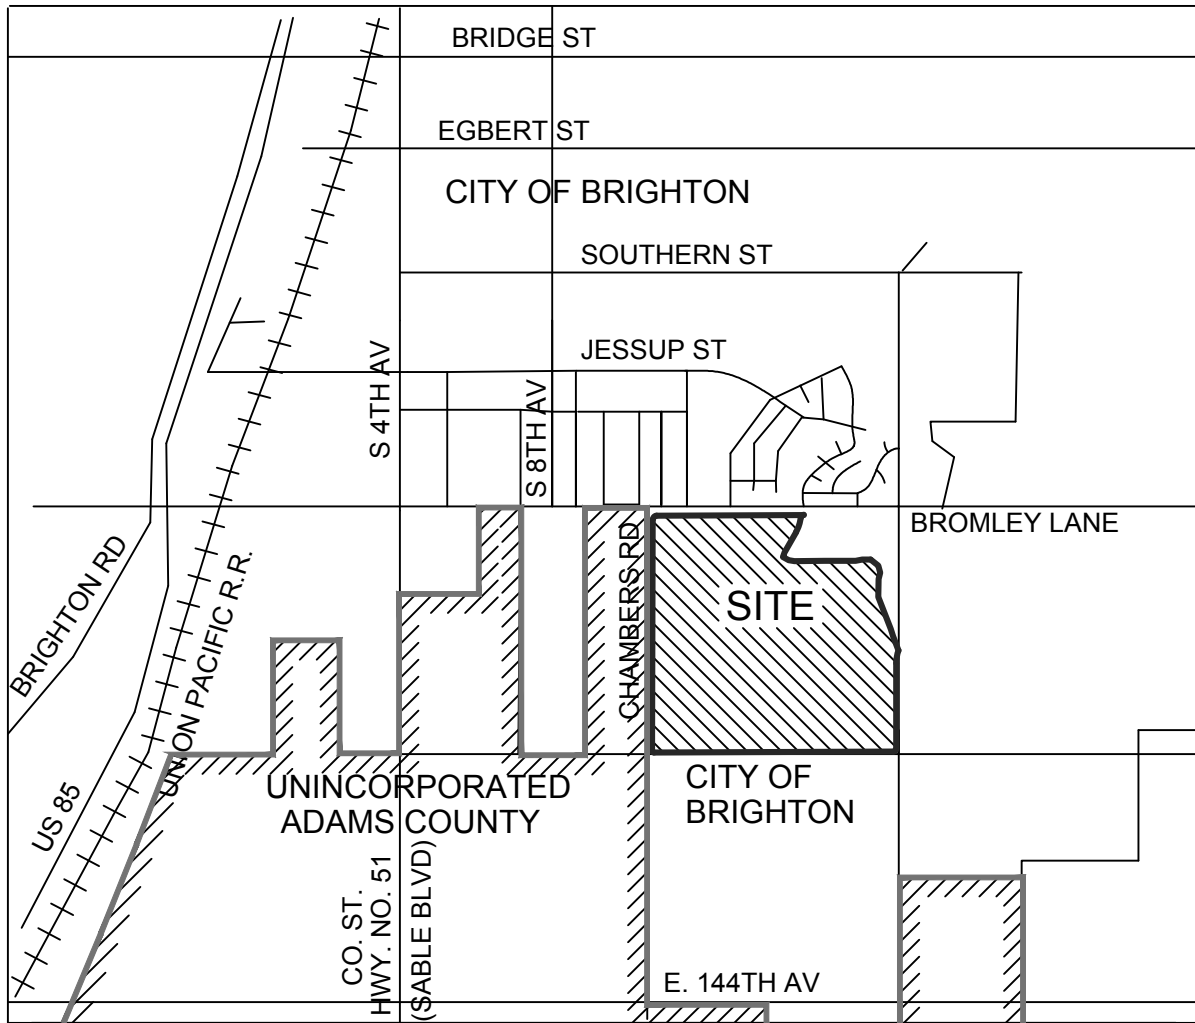 BRIDGE ST
EGBERT ST
CITY OF BRIGHTON
SOUTHERN ST
JESSUP ST
S 4TH AV
S 8TH AV
BROMLEY LANE
BRIGHTON RD
UNION PACIFIC R.R.
CHAMBERS RD
SITE
US 85
UNINCORPORATED
ADAMS COUNTY
CITY OF
BRIGHTON
CO. ST.
HWY. NO. 51
(SABLE BLVD)
E. 144TH AV